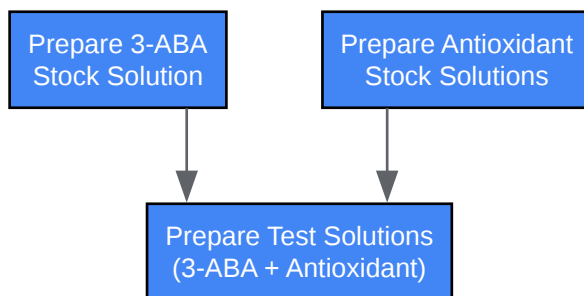 Prepare 3-ABA
Stock Solution
Prepare Antioxidant
Stock Solutions
Prepare Test Solutions
(3-ABA + Antioxidant)